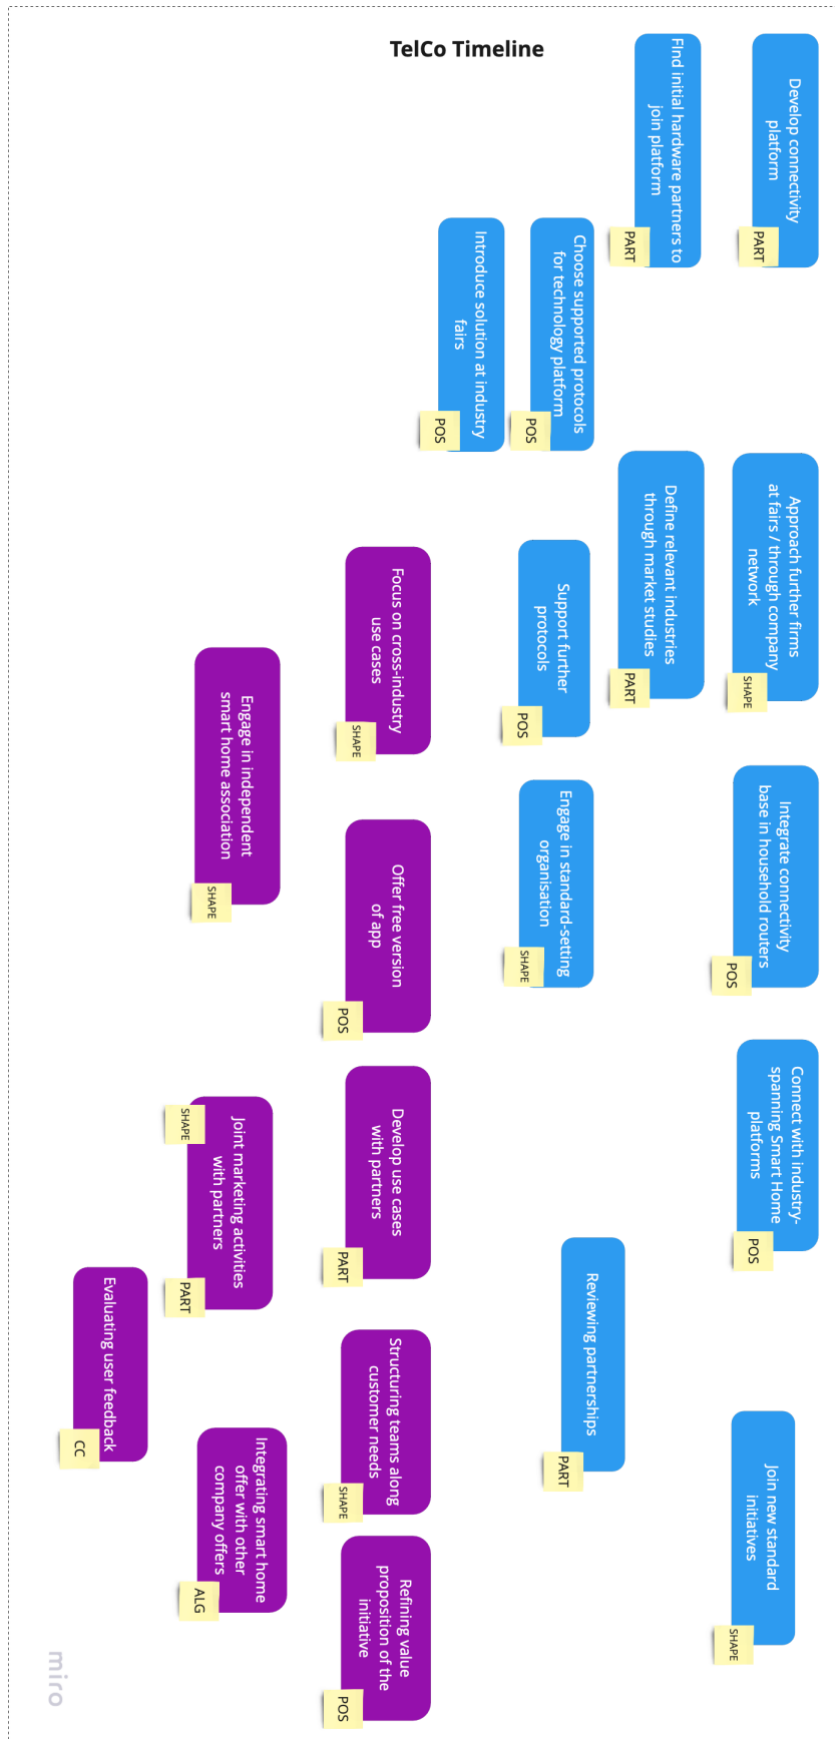 TelCo Timeline
Develop connectivity
platform
PART
FInd initial hardware partners to
join platform
PART
Choose supported protocols
for technology platform
POS
Introduce solution at industry
fairs
POS
Approach further firms
at fairs / through company
network
SHAPE
Define relevant industries
through market studies
PART
Support further
protocols
POS
Focus on cross-industry
use cases
SHAPE
Engage in independent
smart home association
SHAPE
Integrate connectivity
base in household routers
POS
Engage in standard-setting
organisation
SHAPE
Offer free version
of app
POS
Connect with industry-
spanning Smart Home
platforms
POS
Develop use cases
with partners
PART
Joint marketing activities
with partners
SHAPE
PART
Reviewing partnerships
PART
Evaluating user feedback
CC
Structuring teams along
customer needs
SHAPE
Join new standard
initiatives
SHAPE
Integrating smart home
offer with other
company offers
ALG
Refining value
proposition of the
initiative
POS
miro